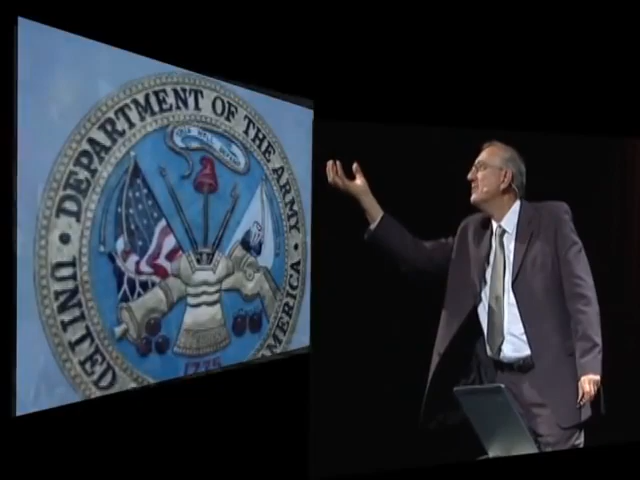 DEPARTMENT OF THE ARMY
UNITED
AMERICA
1775